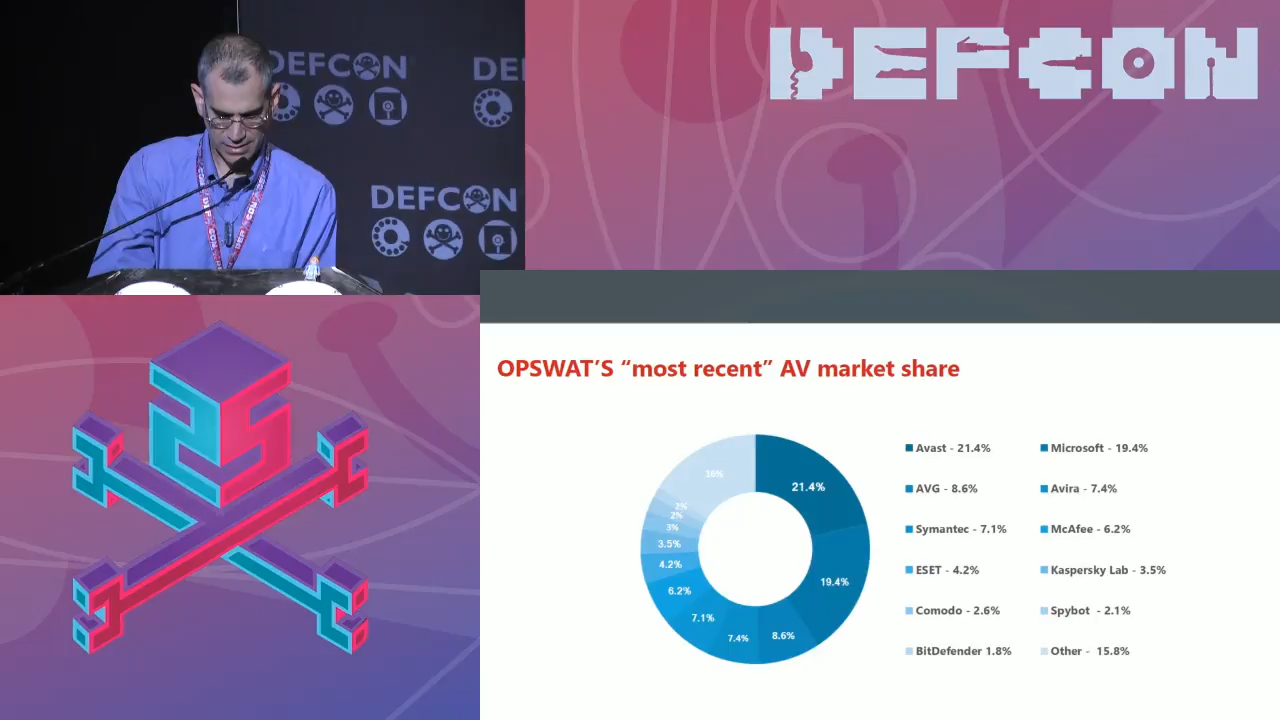 DEFCON
DEFCON
DE
DEFCON
OPSWAT’S “most recent” AV market share
21.4%
19.4%
8.6%
7.4%
7.1%
6.2%
4.2%
3.5%
3%
2%
2%
16%
Avast - 21.4%
Microsoft - 19.4%
AVG - 8.6%
Avira - 7.4%
Symantec - 7.1%
McAfee - 6.2%
ESET - 4.2%
Kaspersky Lab - 3.5%
Comodo - 2.6%
Spybot  - 2.1%
BitDefender 1.8%
Other -  15.8%